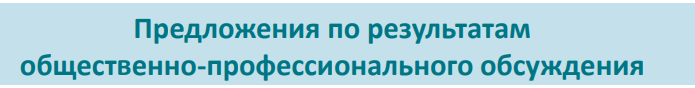 Предложения по результатам
общественно-профессионального обсуждения